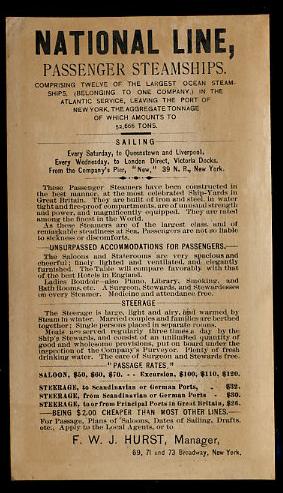 NATIONAL LINE,
PASSENGER STEAMSHIPS.
COMPRISING TWELVE OF THE LARGEST OCEAN STEAM-
SHIPS, (BELONGING TO ONE COMPANY,) IN THE
ATLANTIC SERVICE, LEAVING THE PORT OF
NEW YORK, THE AGGREGATE TONNAGE
OF WHICH AMOUNTS TO
52,666 TONS.
SAILING
Every Saturday, to Queenstown and Liverpool.
Every Wednesday, to London Direct, Victoria Docks.
From the Company's Pier, "New," 39 N. R., New York.
These Passenger Steamers have been constructed in
the best manner, at the most celebrated Ship-Yards in
Great Britain. They are built of iron and steel, in water
tight and fire-proof compartments, are of unusual strength
and power, and magnificently equipped. They are rated
among the finest in the World.
As these Steamers are of the largest class, and of
remarkable steadiness at Sea, Passengers are not so liable
to sickness or discomforts.
UNSURPASSED ACCOMMODATIONS FOR PASSENGERS.
The Saloons and Staterooms are very spacious and
cheerful; finely lighted and ventilated, and elegantly
furnished. The Table will compare favorably with that
of the best Hotels in England.
Ladies Boudoir—also Piano, Library, Smoking, and
Bath Rooms, etc. A Surgeon, Stewards, and Stewardesses
on every Steamer. Medicine and attendance free.
STEERAGE
The Steerage is large, light and airy, and warmed by
Steam in winter. Married couples and families are berthed
together; Single persons placed in separate rooms.
Meals are served regularly three times a day by the
Ship's Stewards, and consist of an unlimited quantity of
good and wholesome provisions, put on board under the
inspection of the Company's Purveyor. Plenty of fresh
drinking water. The care of Surgeon and Stewardess free.
"PASSAGE RATES."
SALOON, $50, $60, $70. -- Excursion, $100, $110, $120.
STEERAGE, to Scandinavian or German Ports, - $32.
STEERAGE, from Scandinavian or German Ports - $30.
STEERAGE, to or from Principal Ports in Great Britain, $26.
BEING $2.00 CHEAPER THAN MOST OTHER LINES.
For Passage, Plans of Saloons, Dates of Sailing, Drafts,
etc., Apply to the Local Agents, or to
F. W. J. HURST, Manager,
69, 71 and 73 Broadway, New York.